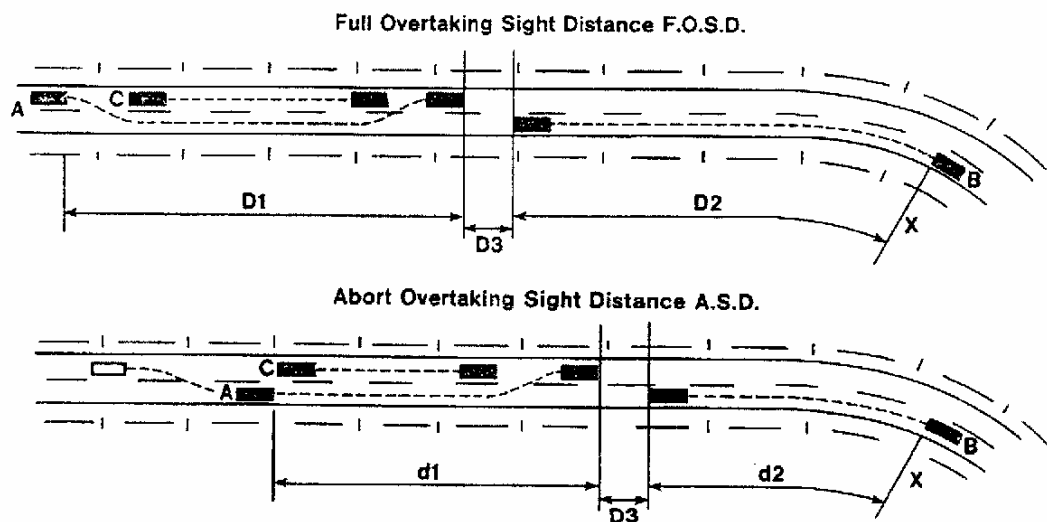 Full Overtaking Sight Distance F.O.S.D.
A
C
B
D1
D2
X
D3
Abort Overtaking Sight Distance A.S.D.
C
A
B
d1
d2
X
D3